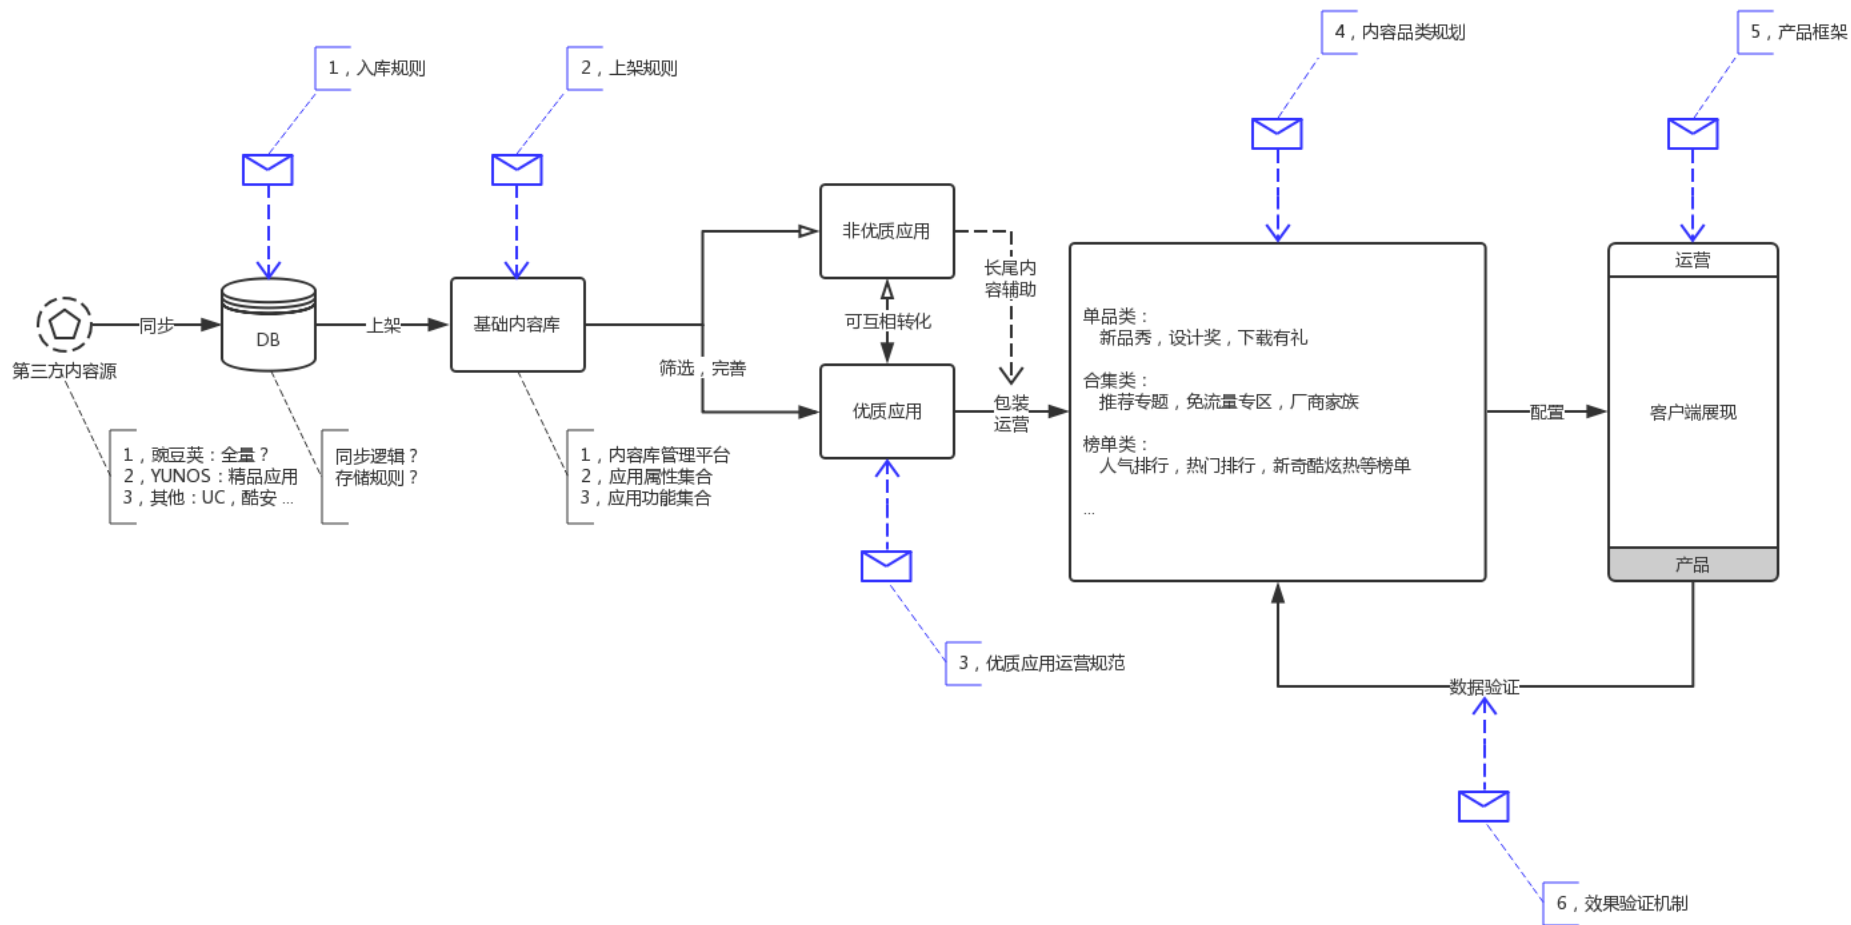 1，入库规则
2，上架规则
4，内容品类规划
5，产品框架
第三方内容源
同步
DB
上架
基础内容库
筛选，完善
非优质应用
可互相转化
优质应用
长尾内
容辅助
包装
运营
单品类：
新品秀，设计奖，下载有礼
合集类：
推荐专题，免流量专区，厂商家族
榜单类：
人气排行，热门排行，新奇酷炫热等榜单
...
配置
运营
客户端展现
产品
1，豌豆荚：全量？
2，YUNOS：精品应用
3，其他：UC，酷安 ...
同步逻辑？
存储规则？
1，内容库管理平台
2，应用属性集合
3，应用功能集合
3，优质应用运营规范
数据验证
6，效果验证机制